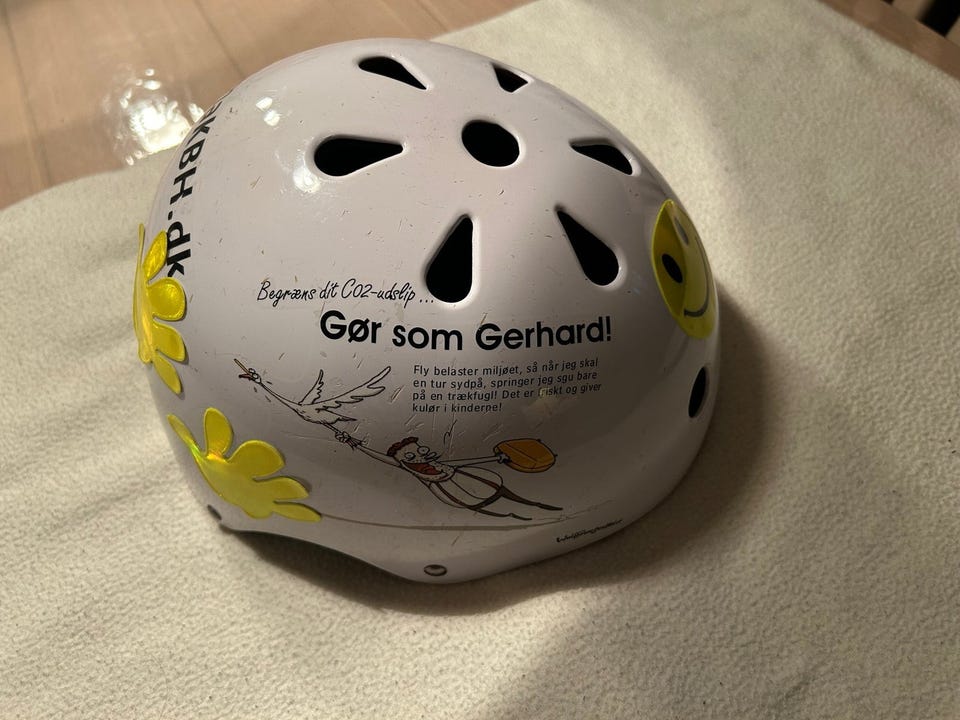 KBH.dk
Begræns dit CO2-udslip...
Gør som Gerhard!
Fly belaster miljøet, så når jeg skal
en tur sydpå, springer jeg sgu bare
på en trækfugl! Det er friskt og giver
kulør i kinderne!